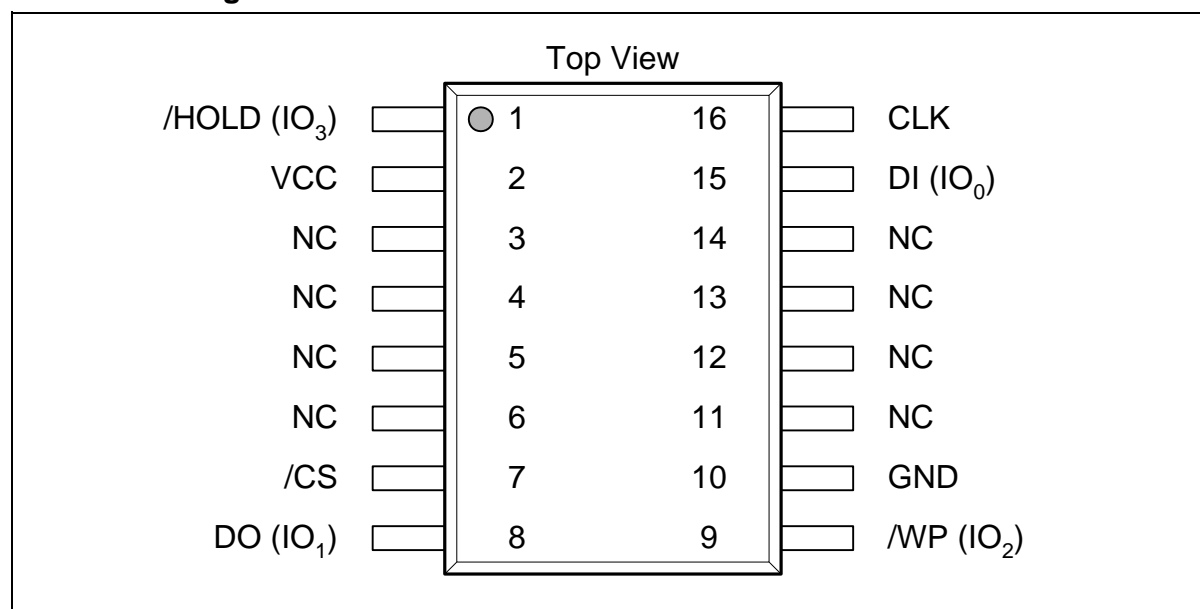 Top View
/HOLD (IO3) 1 16 CLK
VCC 2 15 DI (IO0)
NC 3 14 NC
NC 4 13 NC
NC 5 12 NC
NC 6 11 NC
/CS 7 10 GND
DO (IO1) 8 9 /WP (IO2)